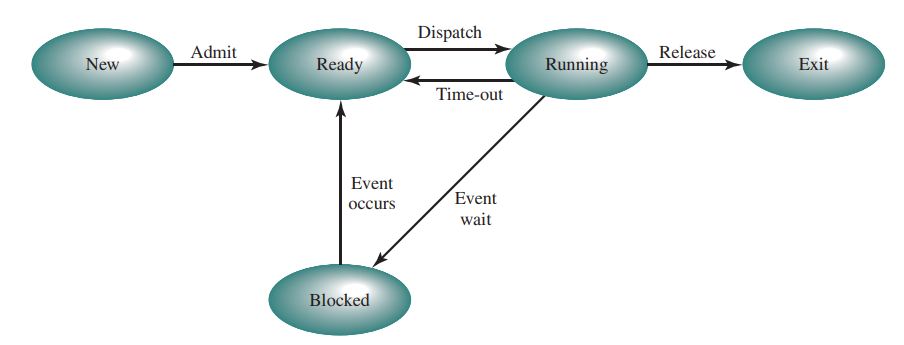 Dispatch
New
Admit
Ready
Running
Release
Exit
Time-out
Event
occurs
Event
wait
Blocked